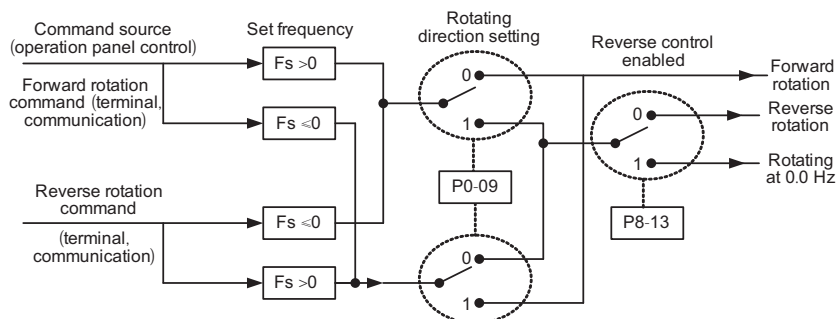 Command source
(operation panel control)
Set frequency
Rotating
direction setting
Reverse control
enabled
Fs >0
0
Forward
rotation
Forward rotation
command (terminal,
communication)
Fs ⩽0
1
0
Reverse
rotation
1
Rotating
at 0.0 Hz
P0-09
P8-13
Reverse rotation
command
(terminal,
communication)
Fs ⩽0
0
Fs >0
1